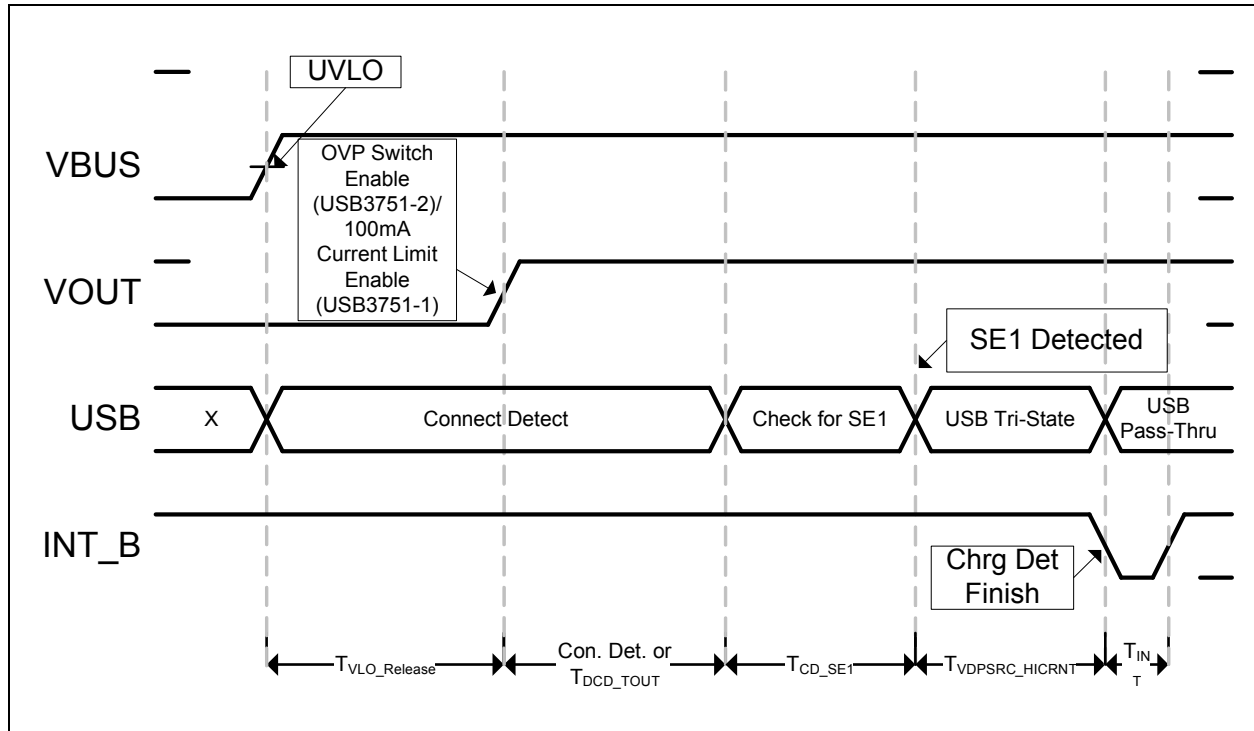 UVLO
VBUS
OVP Switch
Enable
(USB3751-2)/
100mA
Current Limit
Enable
(USB3751-1)
VOUT
SE1 Detected
USB
X
Connect Detect
Check for SE1
USB Tri-State
USB
Pass-Thru
INT_B
Chrg Det
Finish
TVLO_Release
Con. Det. or
TDCD_TOUT
TCD_SE1
TVDPSRC_HICRNT
TIN
T